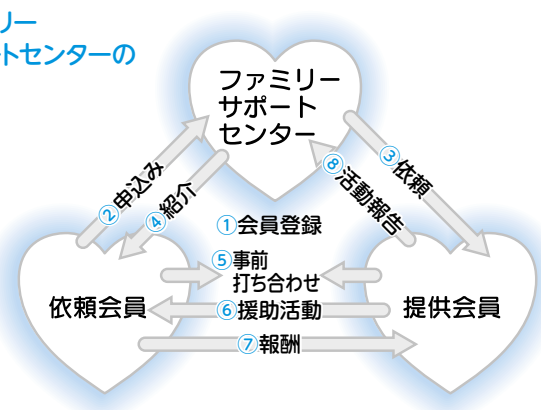 リー
トセンターの
ファミリー
サポート
センター
②申込み
④紹介
③依頼
⑧活動報告
①会員登録
⑤事前
打ち合わせ
依頼会員
⑥援助活動
提供会員
⑦報酬